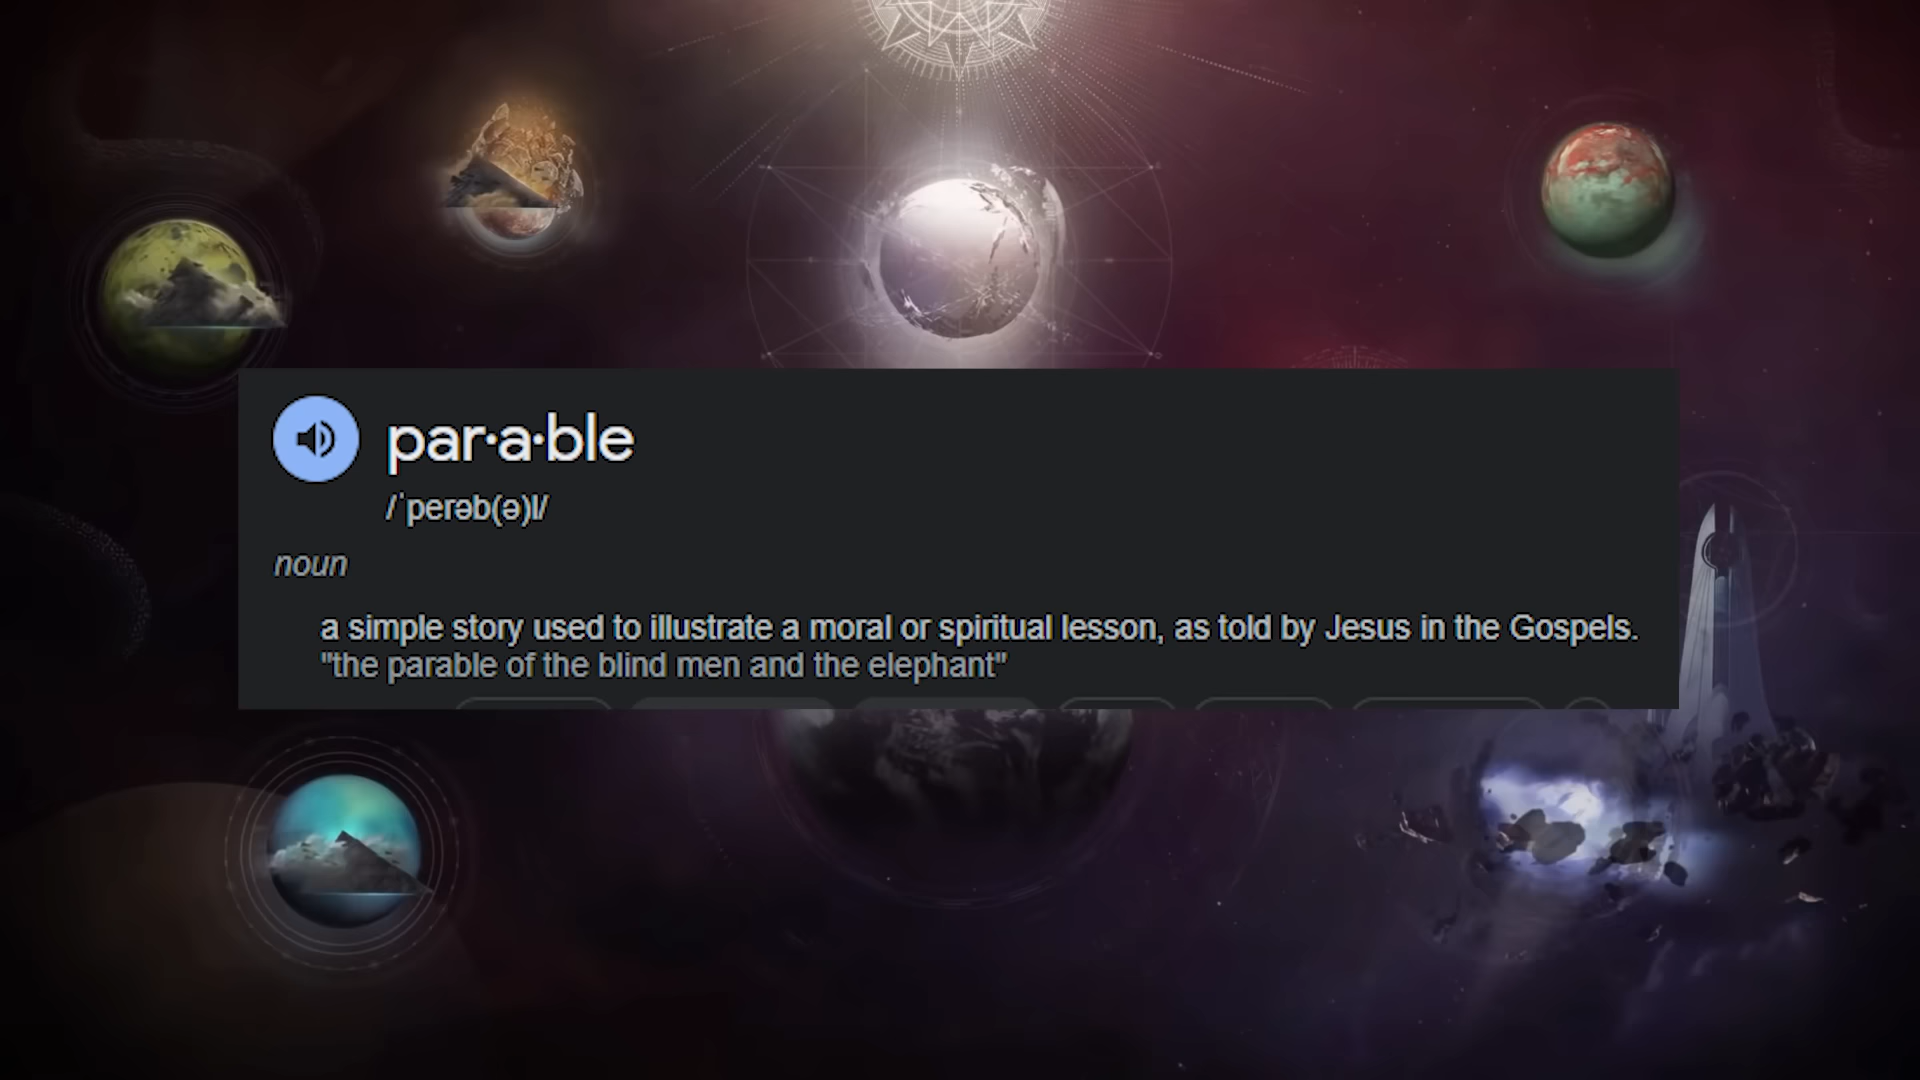 par·a·ble
/ˈperəb(ə)l/
noun
a simple story used to illustrate a moral or spiritual lesson, as told by Jesus in the Gospels.
"the parable of the blind men and the elephant"